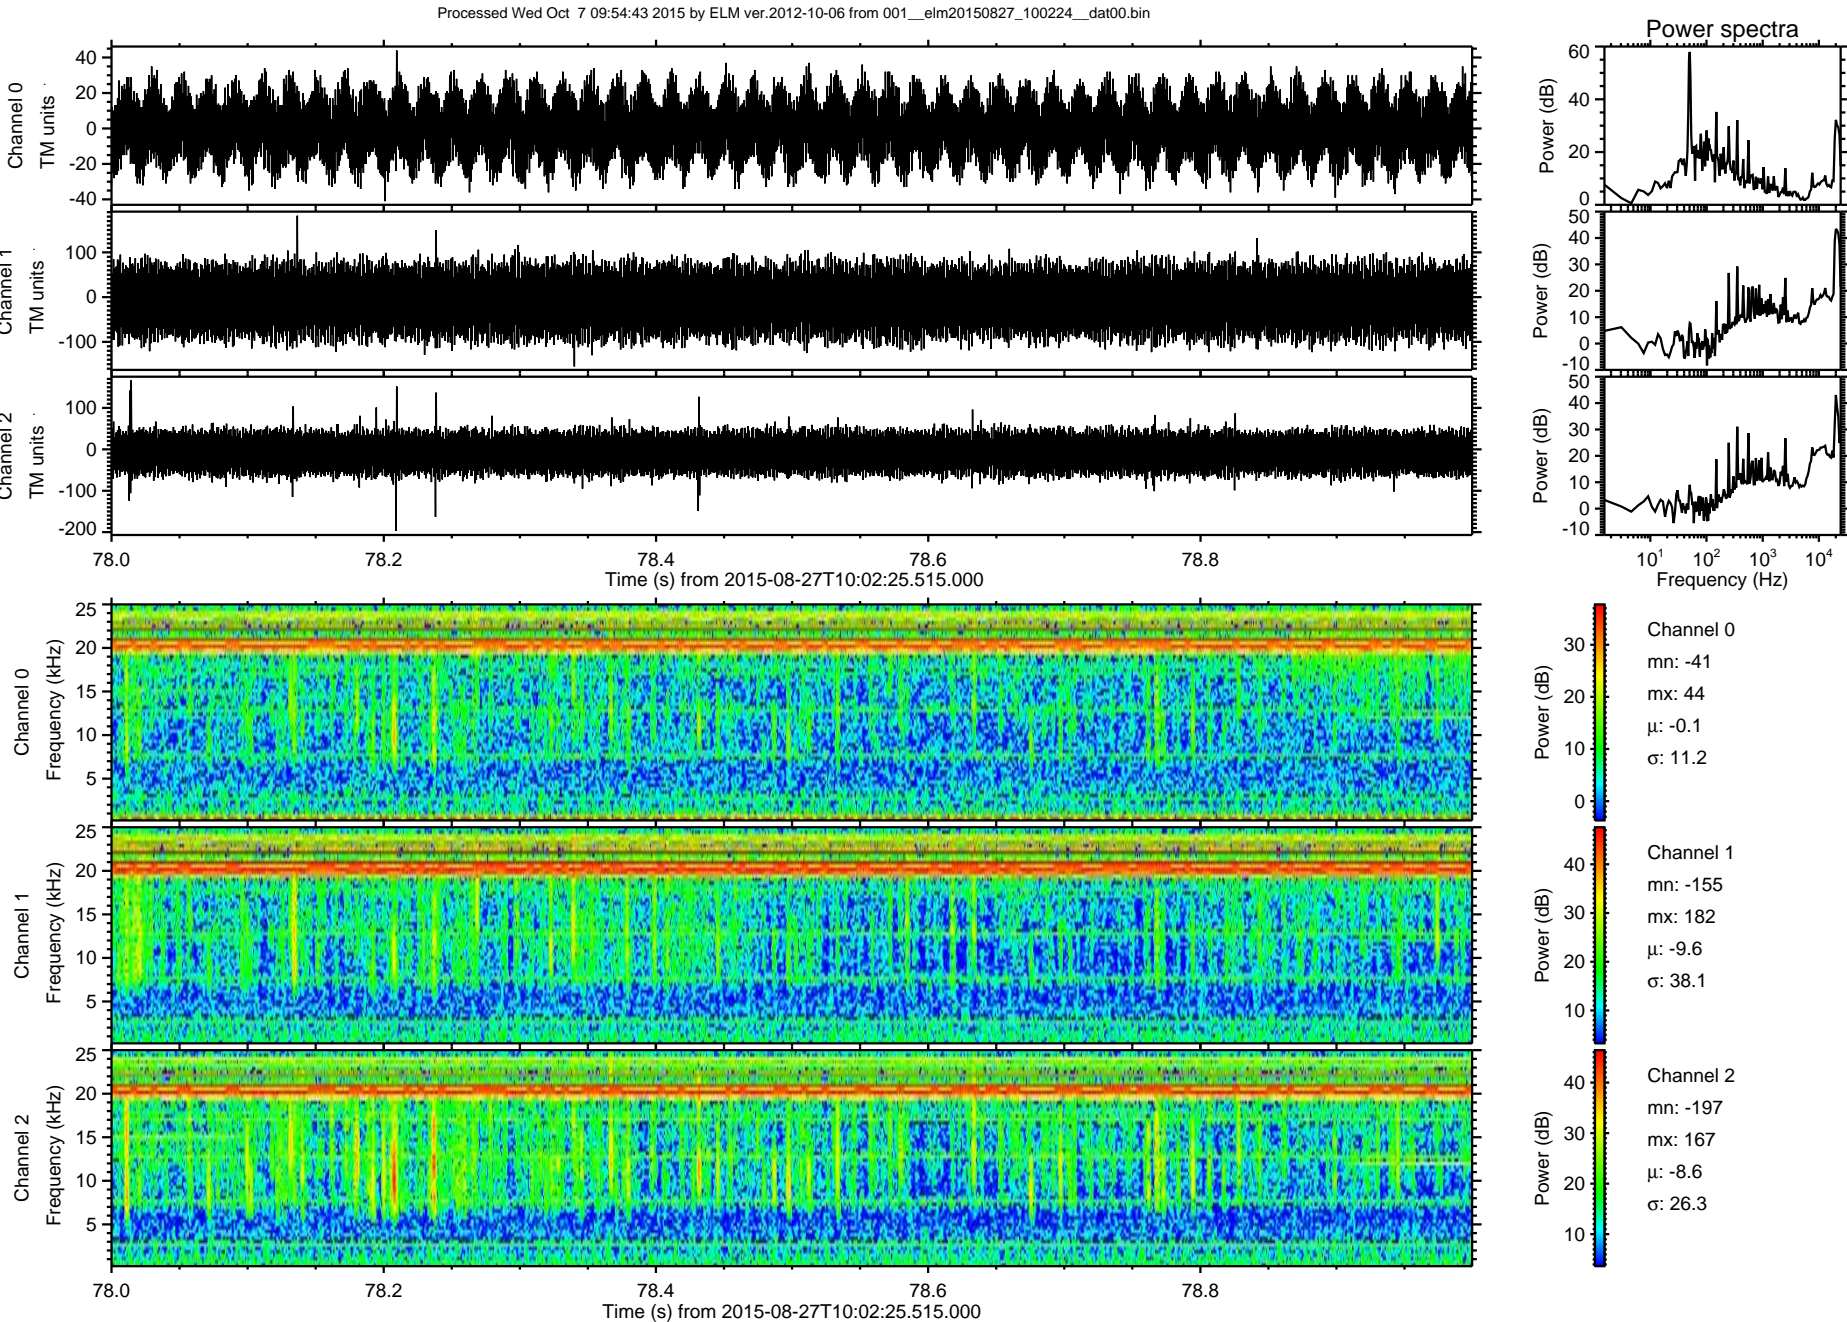 Processed Wed Oct  7 09:54:43 2015 by ELM ver.2012-10-06 from 001__elm20150827_100224__dat00.bin
Power spectra
Channel 0
TM units
40
20
0
-20
-40
Power (dB)
60
40
20
0
Channel 1
TM units
100
0
-100
Power (dB)
50
40
30
20
10
0
-10
Channel 2
TM units
100
0
-100
-200
Power (dB)
50
40
30
20
10
0
-10
78.0 78.2 78.4 78.6 78.8
Time (s) from 2015-08-27T10:02:25.515.000
10¹ 10² 10³ 10⁴
Frequency (Hz)
Channel 0
Frequency (kHz)
25
20
15
10
5
Power (dB)
30
20
10
0
Channel 0
mn: -41
mx: 44
μ: -0.1
σ: 11.2
Channel 1
Frequency (kHz)
25
20
15
10
5
Power (dB)
40
30
20
10
Channel 1
mn: -155
mx: 182
μ: -9.6
σ: 38.1
Channel 2
Frequency (kHz)
25
20
15
10
5
Power (dB)
40
30
20
10
Channel 2
mn: -197
mx: 167
μ: -8.6
σ: 26.3
78.0 78.2 78.4 78.6 78.8
Time (s) from 2015-08-27T10:02:25.515.000